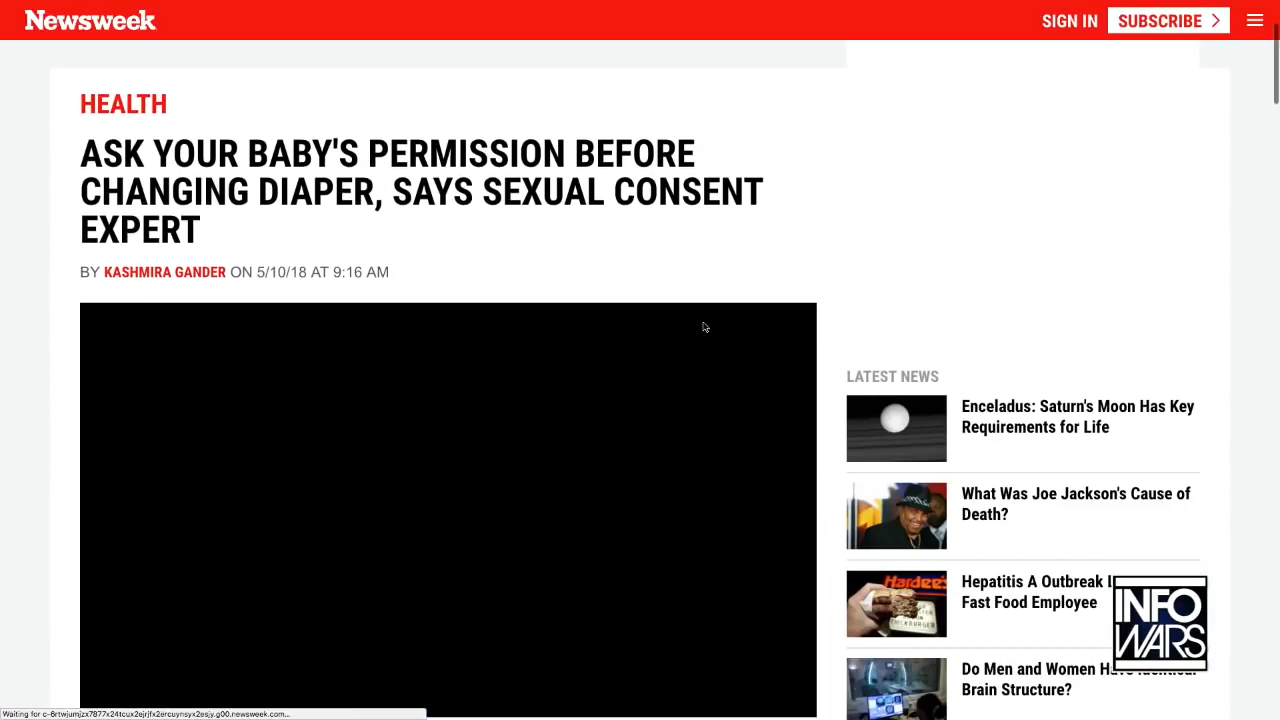 Newsweek
SIGN IN
SUBSCRIBE
HEALTH
ASK YOUR BABY'S PERMISSION BEFORE
CHANGING DIAPER, SAYS SEXUAL CONSENT
EXPERT
BY KASHMIRA GANDER ON 5/10/18 AT 9:16 AM
LATEST NEWS
Enceladus: Saturn's Moon Has Key
Requirements for Life
What Was Joe Jackson's Cause of
Death?
Hardee's
Hepatitis A Outbreak
Fast Food Employee
INFO
WARS
Do Men and Women
Brain Structure?